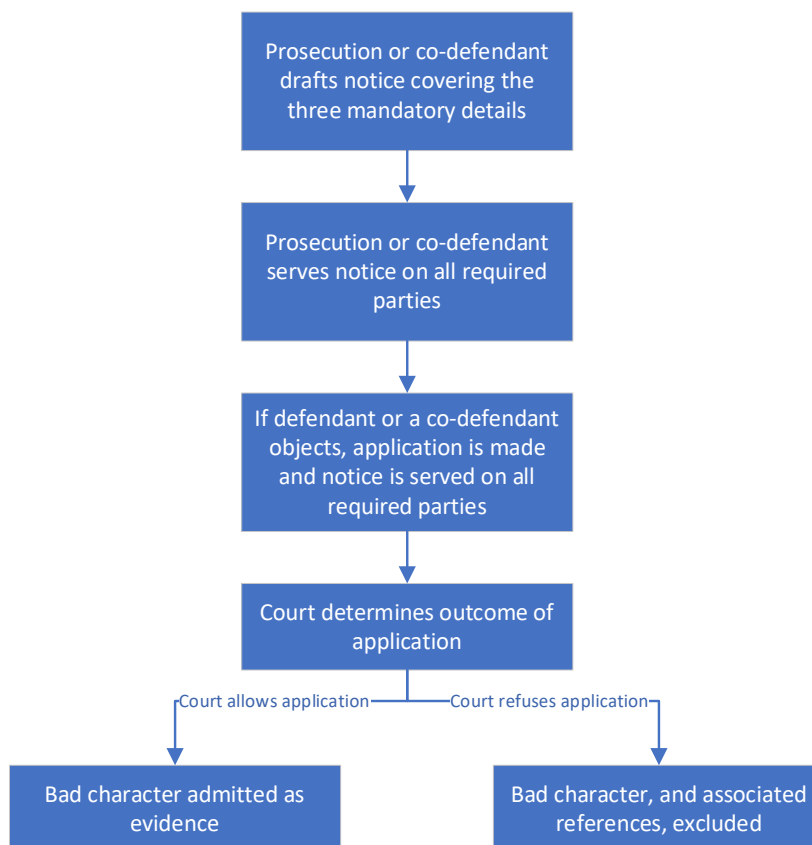 Prosecution or co-defendant
drafts notice covering the
three mandatory details
Prosecution or co-defendant
serves notice on all required
parties
If defendant or a co-defendant
objects, application is made
and notice is served on all
required parties
Court determines outcome of
application
Court allows application
Court refuses application
Bad character admitted as
evidence
Bad character, and associated
references, excluded